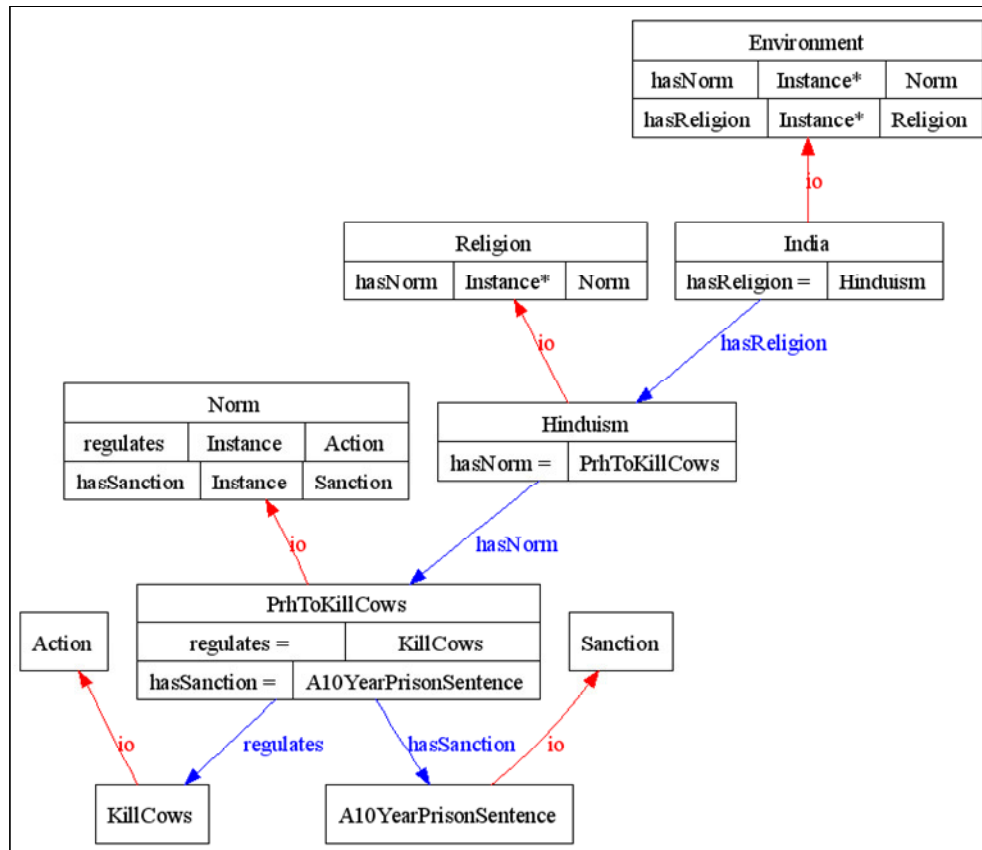 Environment
hasNorm Instance* Norm
hasReligion Instance* Religion
io
Religion
hasNorm Instance* Norm
India
hasReligion = Hinduism
io
hasReligion
Norm
regulates Instance Action
hasSanction Instance Sanction
Hinduism
hasNorm = PrhToKillCows
io
hasNorm
PrhToKillCows
regulates = KillCows
hasSanction = A10YearPrisonSentence
Action
Sanction
io
regulates
hasSanction
io
KillCows
A10YearPrisonSentence